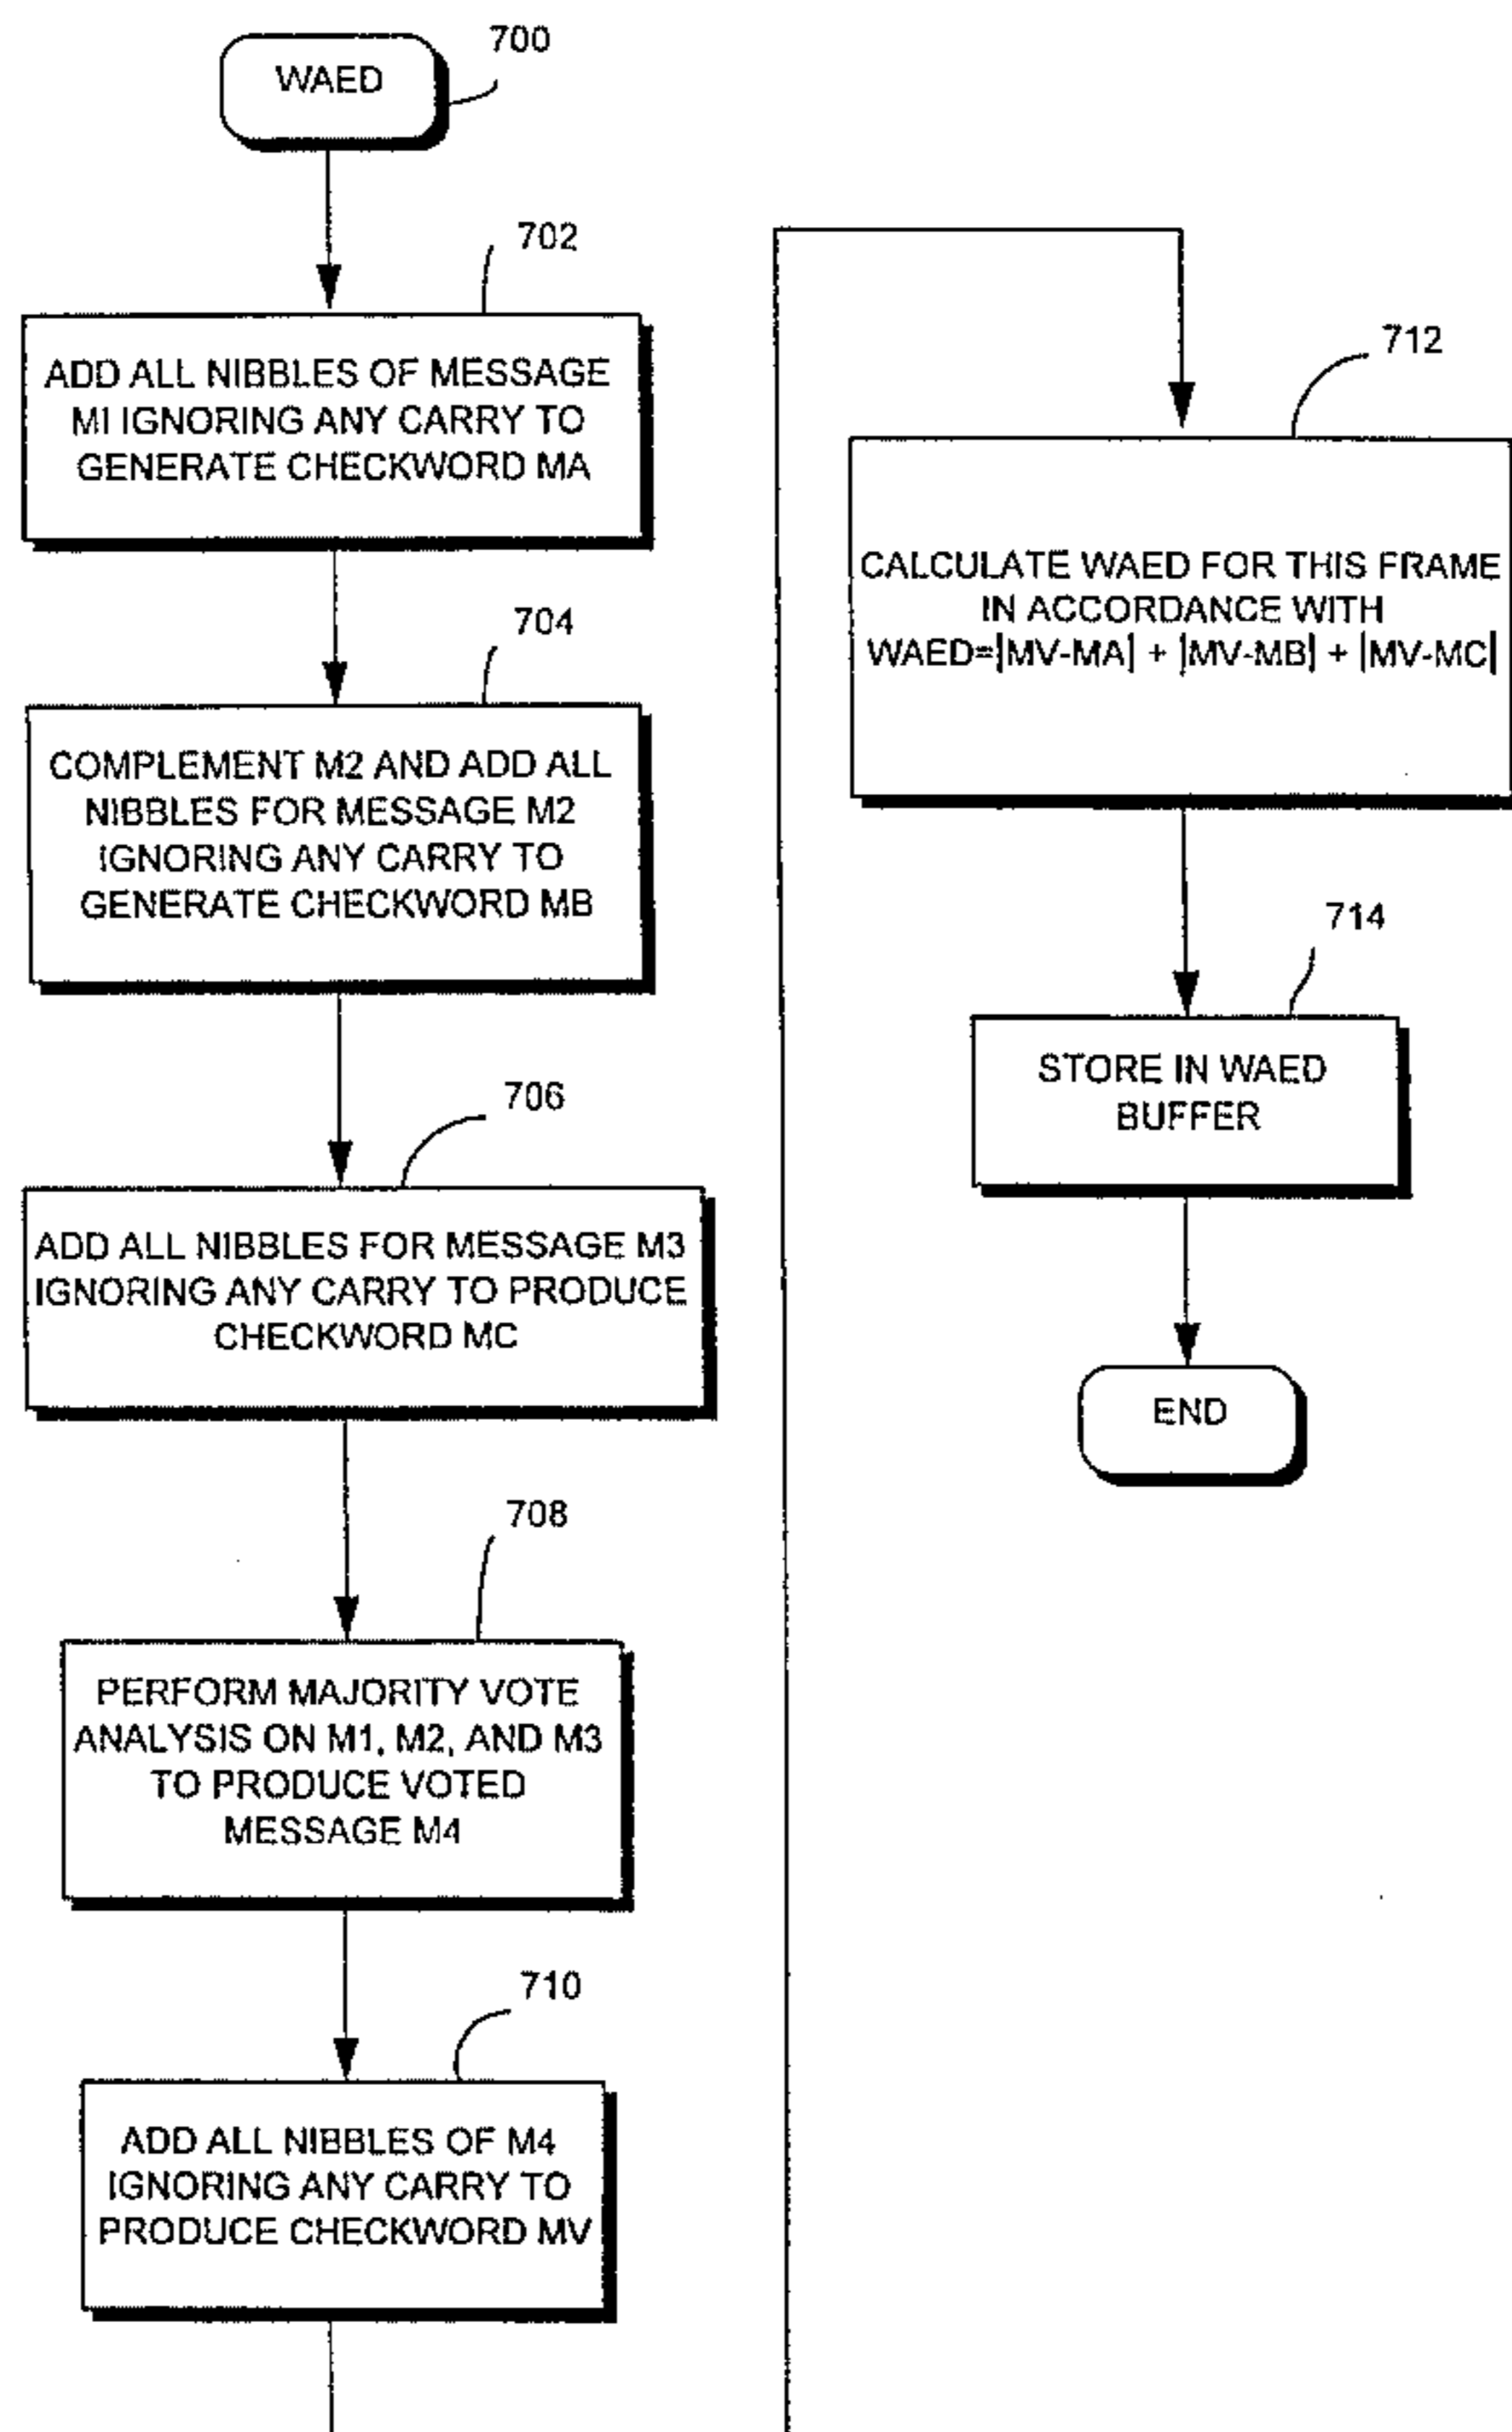 700
WAED
702
ADD ALL NIBBLES OF MESSAGE
M1 IGNORING ANY CARRY TO
GENERATE CHECKWORD MA
704
COMPLEMENT M2 AND ADD ALL
NIBBLES FOR MESSAGE M2
IGNORING ANY CARRY TO
GENERATE CHECKWORD MB
706
ADD ALL NIBBLES FOR MESSAGE M3
IGNORING ANY CARRY TO PRODUCE
CHECKWORD MC
708
PERFORM MAJORITY VOTE
ANALYSIS ON M1, M2, AND M3
TO PRODUCE VOTED
MESSAGE M4
710
ADD ALL NIBBLES OF M4
IGNORING ANY CARRY TO
PRODUCE CHECKWORD MV
712
CALCULATE WAED FOR THIS FRAME
IN ACCORDANCE WITH
WAED=|MV-MA| + |MV-MB| + |MV-MC|
714
STORE IN WAED
BUFFER
END